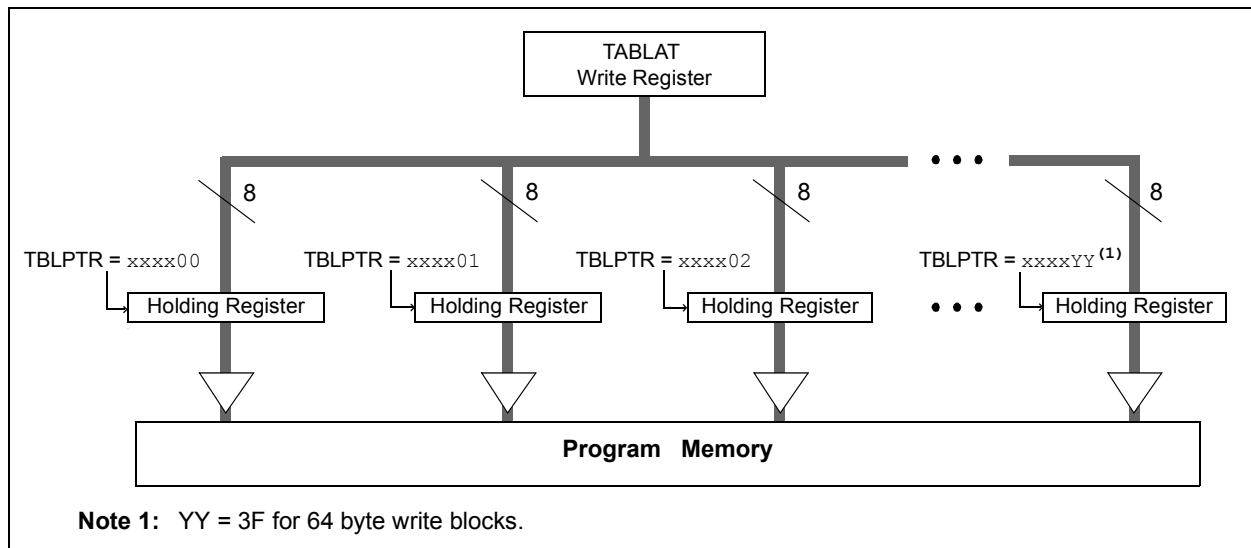 TABLAT
Write Register
8 8 8 8
TBLPTR = xxxx00 TBLPTR = xxxx01 TBLPTR = xxxx02 TBLPTR = xxxxYY(1)
Holding Register Holding Register Holding Register Holding Register
Program Memory
Note 1: YY = 3F for 64 byte write blocks.